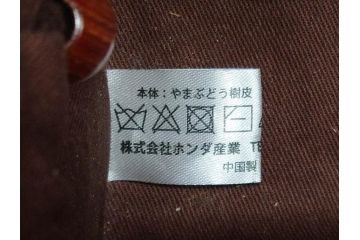 本体：やまぶどう樹皮
株式会社ホンダ産業 TE
中国製